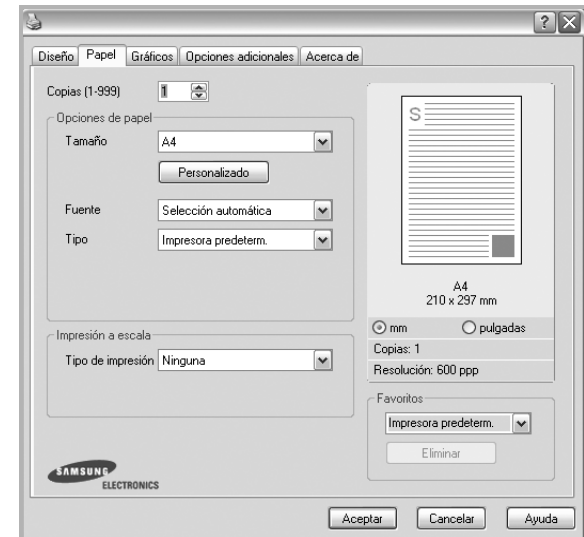 Diseño Papel Gráficos Opciones adicionales Acerca de
Copias (1-999) 1
Opciones de papel
Tamaño A4
Personalizado
Fuente Selección automática
Tipo Impresora predeterm.
Impresión a escala
Tipo de impresión Ninguna
SAMSUNG
ELECTRONICS
S
A4
210 x 297 mm
mm pulgadas
Copias: 1
Resolución: 600 ppp
Favoritos
Impresora predeterm.
Eliminar
Aceptar Cancelar Ayuda